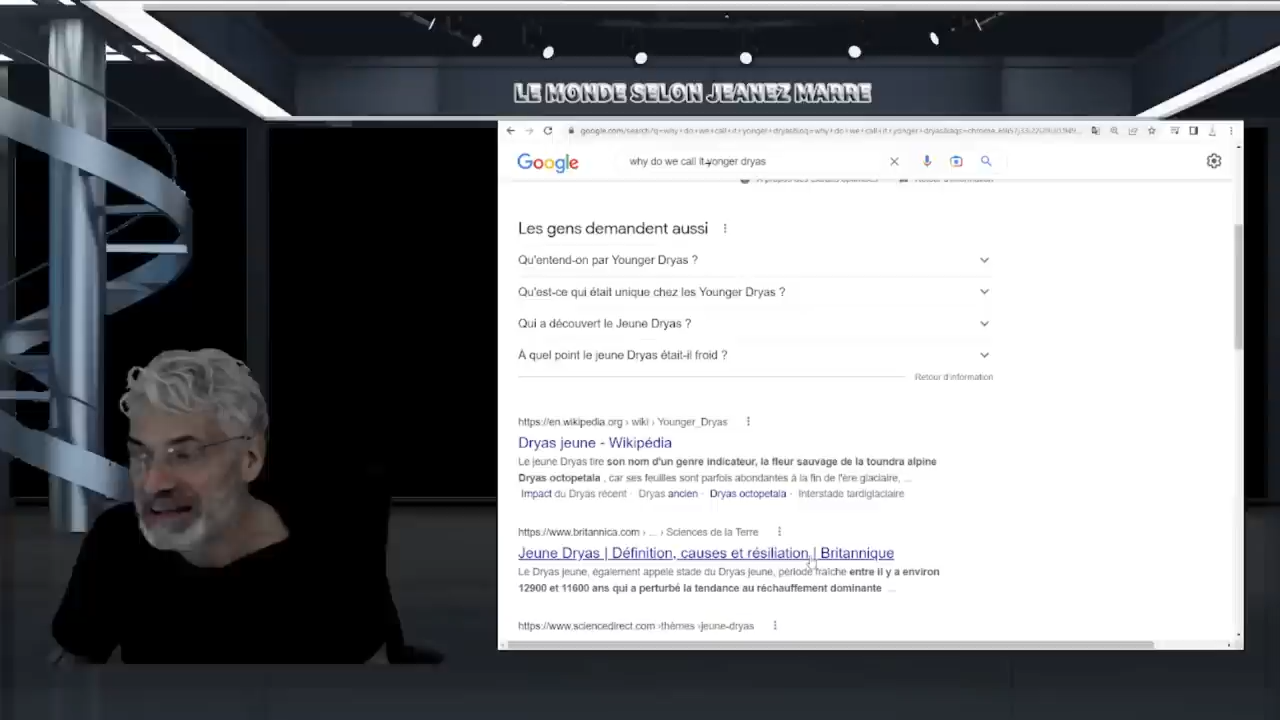 LE MONDE SELON JEANEZ MARRE
Google
why do we call it yonger dryas
Les gens demandent aussi
Qu'entend-on par Younger Dryas ?
Qu'est-ce qui était unique chez les Younger Dryas ?
Qui a découvert le Jeune Dryas ?
À quel point le jeune Dryas était-il froid ?
Retour d'information
https://en.wikipedia.org › wiki › Younger_Dryas
Dryas jeune - Wikipédia
Le jeune Dryas tire son nom d'un genre indicateur, la fleur sauvage de la toundra alpine
Dryas octopetala , car ses feuilles sont parfois abondantes à la fin de l'ère glaciaire, ...
Impact du Dryas récent · Dryas ancien · Dryas octopetala · Interstade tardiglaciaire
https://www.britannica.com › ... › Sciences de la Terre
Jeune Dryas | Définition, causes et résiliation | Britannique
Le Dryas jeune, également appelé stade du Dryas jeune, période fraîche entre il y a environ
12900 et 11600 ans qui a perturbé la tendance au réchauffement dominante ...
https://www.sciencedirect.com ›thèmes ›jeune-dryas